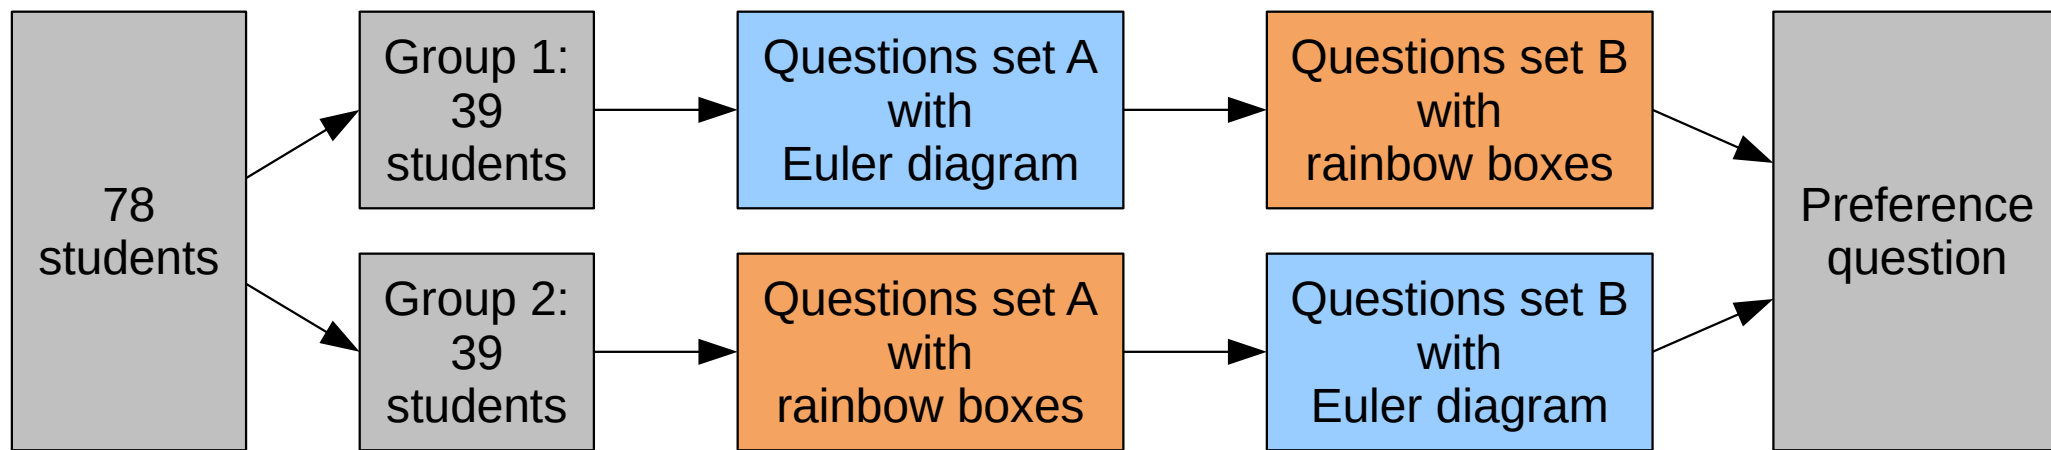 78
students
Group 1:
39
students
Questions set A
with
Euler diagram
Questions set B
with
rainbow boxes
Group 2:
39
students
Questions set A
with
rainbow boxes
Questions set B
with
Euler diagram
Preference
question